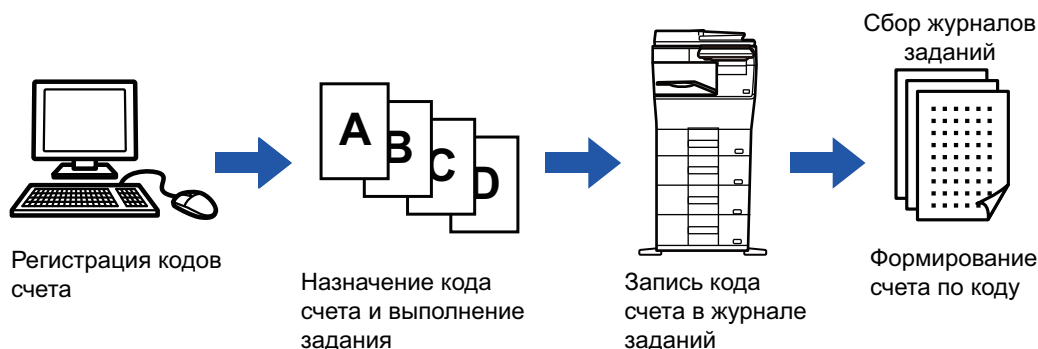 Сбор журналов
заданий
A
B
C
D
Регистрация кодов
счета
Назначение кода
счета и выполнение
задания
Запись кода
счета в журнале
заданий
Формирование
счета по коду